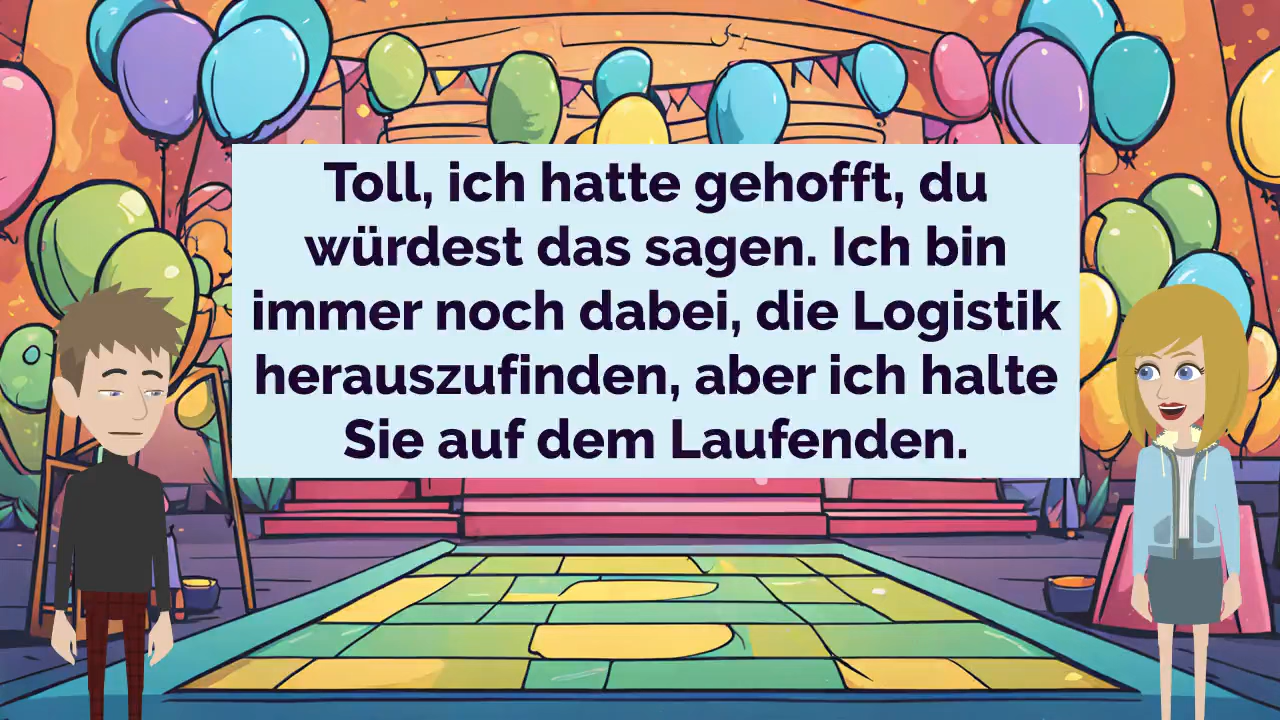 Toll, ich hatte gehofft, du
würdest das sagen. Ich bin
immer noch dabei, die Logistik
herauszufinden, aber ich halte
Sie auf dem Laufenden.